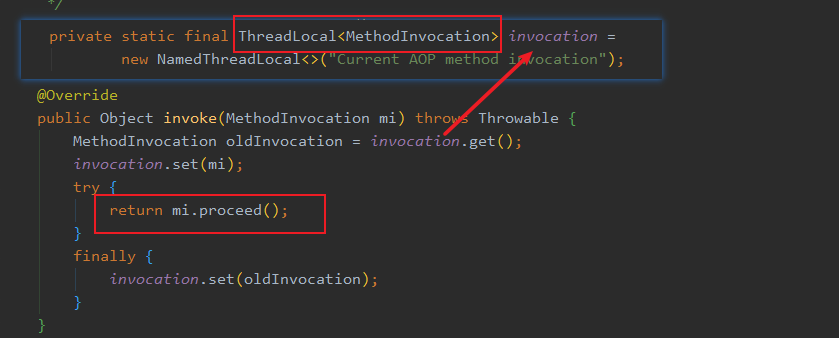 */
private static final ThreadLocal<MethodInvocation> invocation =
new NamedThreadLocal<>("Current AOP method invocation");
@Override
public Object invoke(MethodInvocation mi) throws Throwable {
MethodInvocation oldInvocation = invocation.get();
invocation.set(mi);
try {
return mi.proceed();
}
finally {
invocation.set(oldInvocation);
}
}